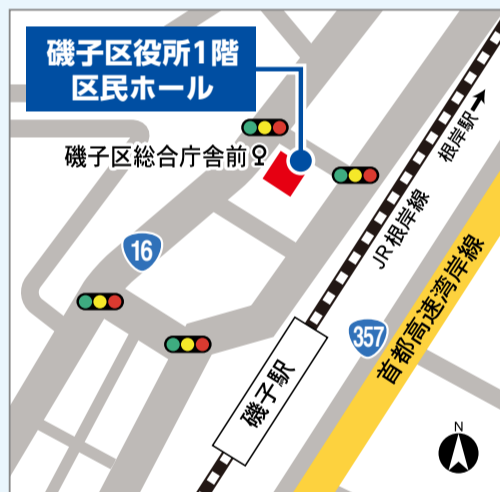 磯子区役所1階
区民ホール
磯子区総合庁舎前
根岸駅
JR根岸線
16
首都高速湾岸線
357
磯子駅
N